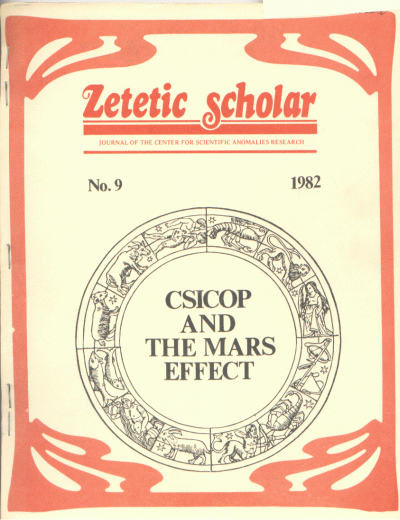 Zetetic Scholar
JOURNAL OF THE CENTER FOR SCIENTIFIC ANOMALIES RESEARCH
No. 9 1982
CSICOP
AND
THE MARS
EFFECT